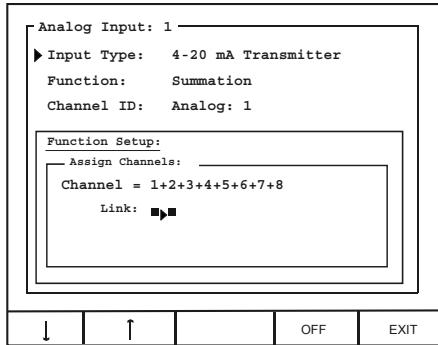 Analog Input: 1
Input Type: 4-20 mA Transmitter
Function: Summation
Channel ID: Analog: 1
Function Setup:
Assign Channels:
Channel = 1+2+3+4+5+6+7+8
Link:
↓ ↑ OFF EXIT